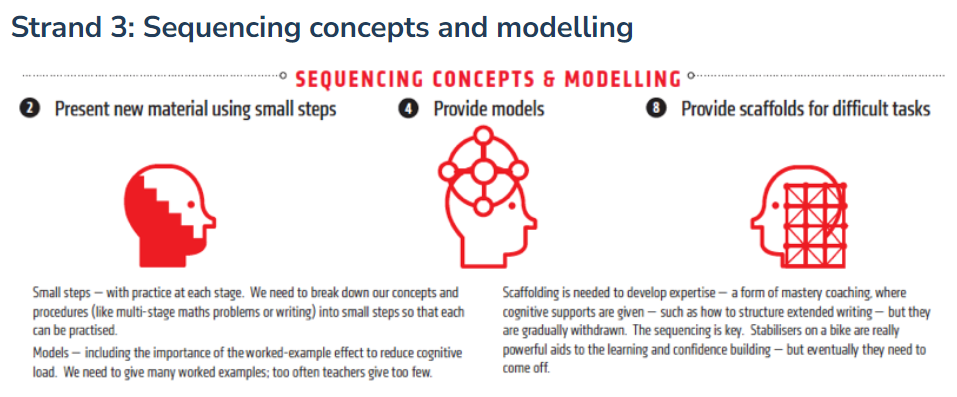 Strand 3: Sequencing concepts and modelling
SEQUENCING CONCEPTS & MODELLING
2 Present new material using small steps
4 Provide models
8 Provide scaffolds for difficult tasks
Small steps – with practice at each stage. We need to break down our concepts and
procedures (like multi-stage maths problems or writing) into small steps so that each
can be practised.
Models – including the importance of the worked-example effect to reduce cognitive
load. We need to give many worked examples; too often teachers give too few.
Scaffolding is needed to develop expertise – a form of mastery coaching, where
cognitive supports are given – such as how to structure extended writing – but they
are gradually withdrawn. The sequencing is key. Stabilisers on a bike are really
powerful aids to the learning and confidence building – but eventually they need to
come off.